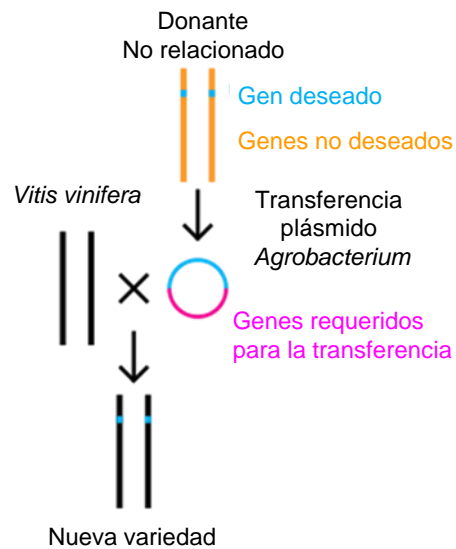 Donante
No relacionado
Gen deseado
Genes no deseados
Vitis vinifera
Transferencia
plásmido
Agrobacterium
Genes requeridos
para la transferencia
Nueva variedad